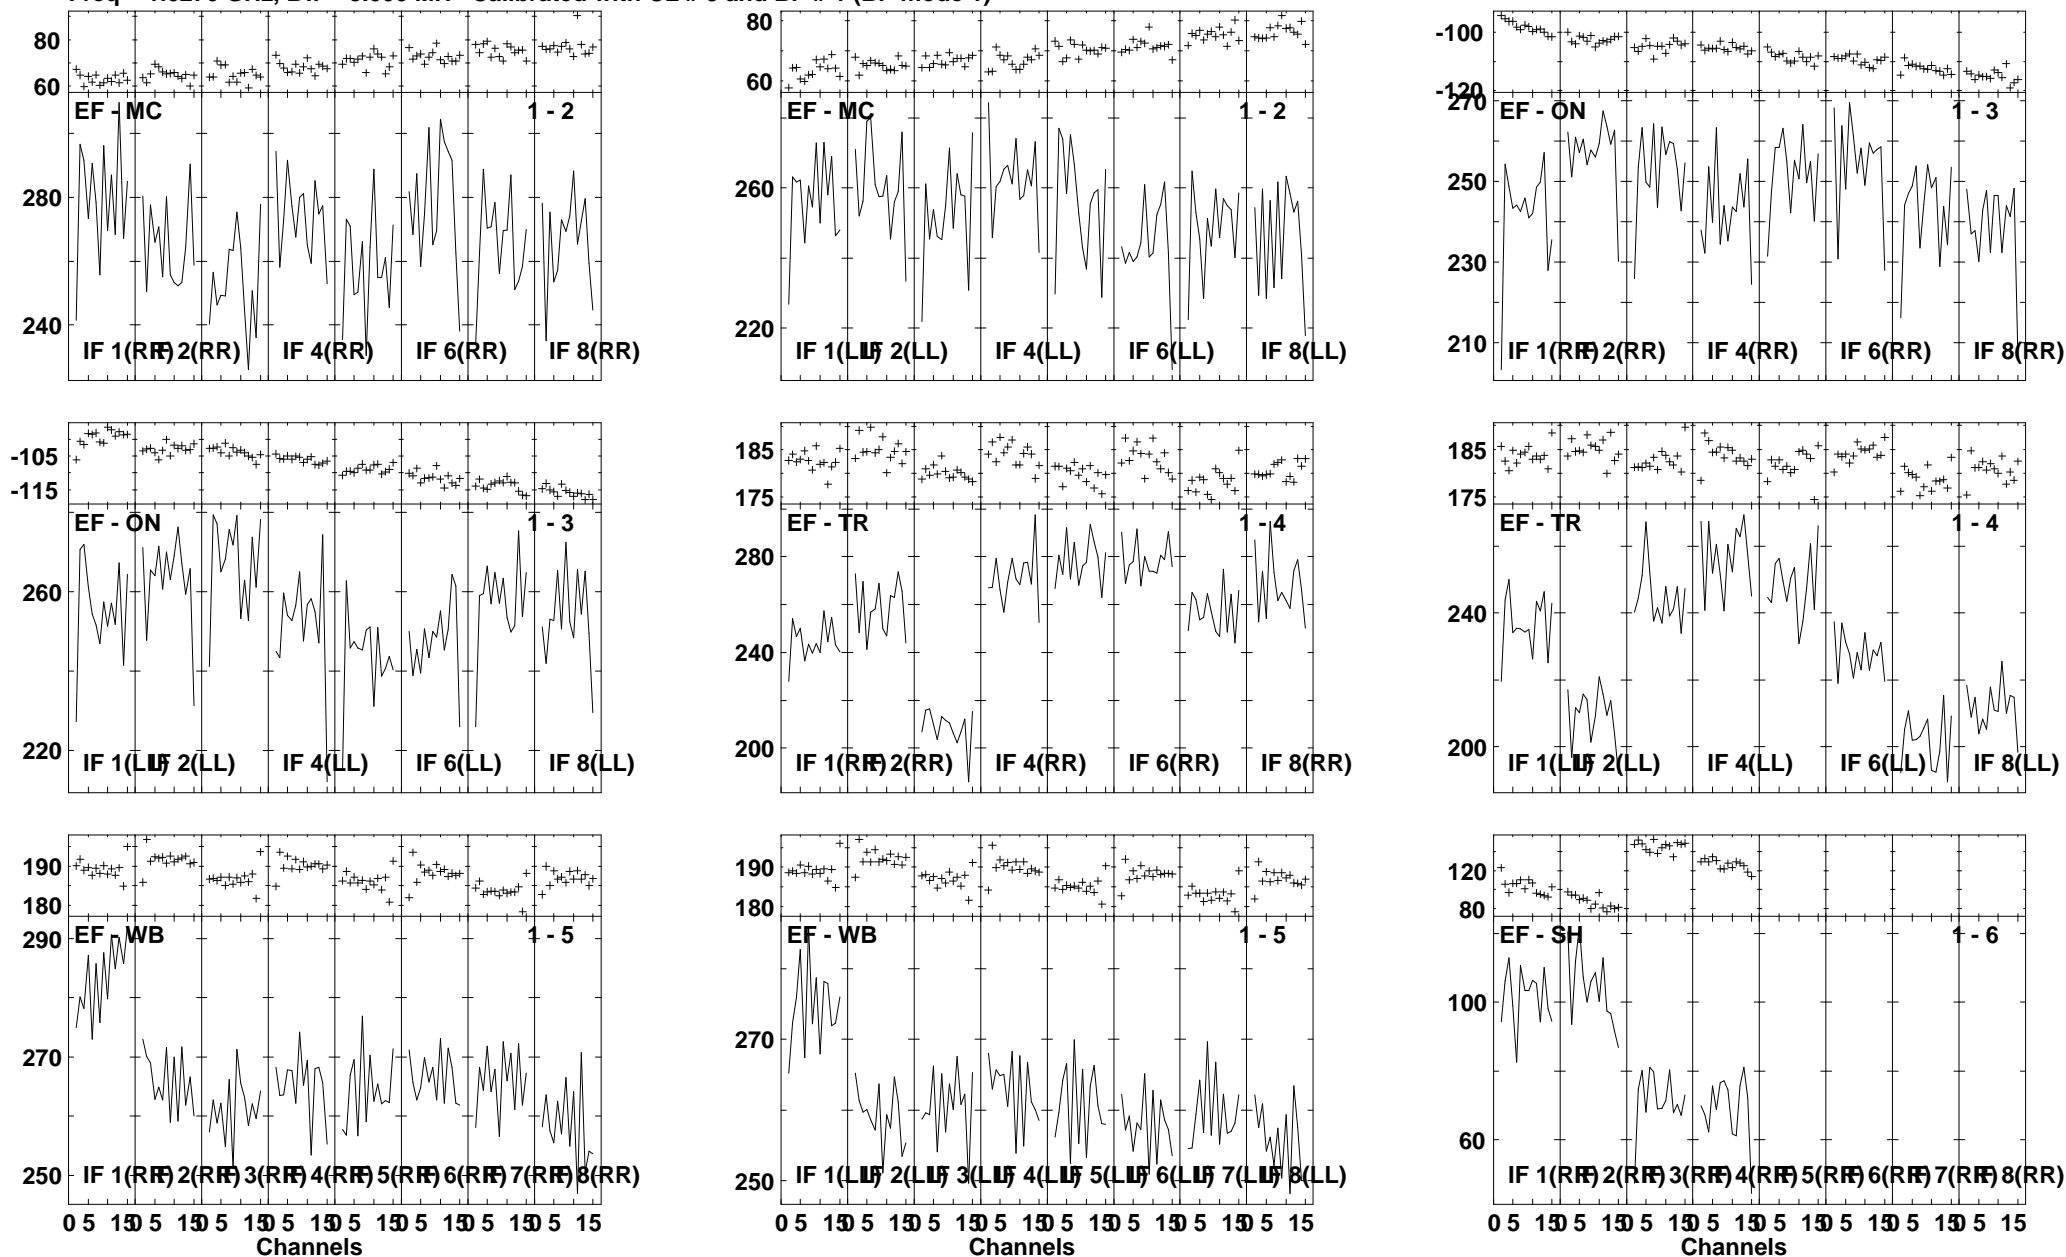 80
60
EF - MC 1 - 2
280
240
IF 1(RR) IF 2(RR) IF 4(RR) IF 6(RR) IF 8(RR)
80
60
EF - MC 1 - 2
260
220
IF 1(LL) IF 2(LL) IF 4(LL) IF 6(LL) IF 8(LL)
-100
-120
270
EF - ON 1 - 3
250
230
210
IF 1(RR) IF 2(RR) IF 4(RR) IF 6(RR) IF 8(RR)
-105
-115
EF - ON 1 - 3
260
220
IF 1(LL) IF 2(LL) IF 4(LL) IF 6(LL) IF 8(LL)
185
175
EF - TR 1 - 4
280
240
200
IF 1(RR) IF 2(RR) IF 4(RR) IF 6(RR) IF 8(RR)
185
175
EF - TR 1 - 4
240
200
IF 1(LL) IF 2(LL) IF 4(LL) IF 6(LL) IF 8(LL)
190
180
EF - WB 1 - 5
290
270
250
IF 1(RR) IF 2(RR) IF 3(RR) IF 4(RR) IF 5(RR) IF 6(RR) IF 7(RR) IF 8(RR)
0 5 15 0 5 15 0 5 15 0 5 15 0 5 15 0 5 15 0 5 15 0 5 15
Channels
190
180
EF - WB 1 - 5
270
250
IF 1(LL) IF 2(LL) IF 3(LL) IF 4(LL) IF 5(LL) IF 6(LL) IF 7(LL) IF 8(LL)
0 5 15 0 5 15 0 5 15 0 5 15 0 5 15 0 5 15 0 5 15 0 5 15
Channels
120
80
EF - SH 1 - 6
100
60
IF 1(RR) IF 2(RR) IF 3(RR) IF 4(RR) IF 5(RR) IF 6(RR) IF 7(RR) IF 8(RR)
0 5 15 0 5 15 0 5 15 0 5 15 0 5 15 0 5 15 0 5 15 0 5 15
Channels